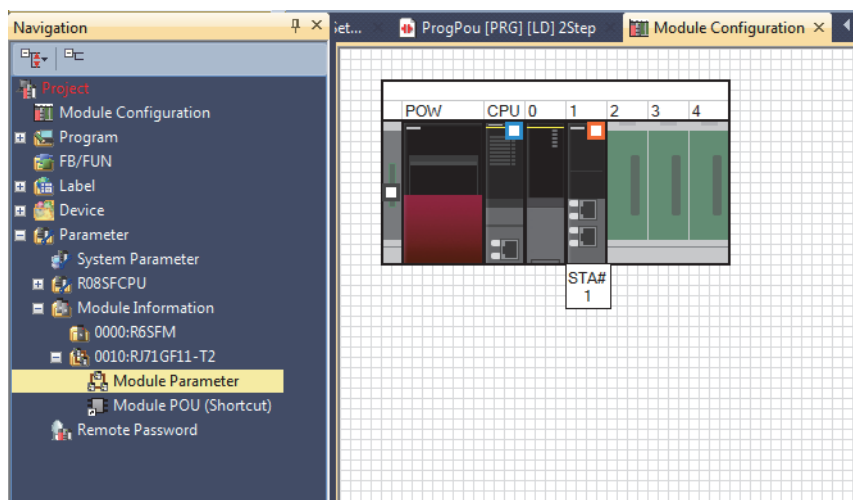 Navigation
Set...
ProgPou [PRG] [LD] 2Step
Module Configuration
Project
Module Configuration
Program
FB/FUN
Label
Device
Parameter
System Parameter
R08SFCPU
Module Information
0000:R6SFM
0010:RJ71GF11-T2
Module Parameter
Module POU (Shortcut)
Remote Password
POW CPU 0 1 2 3 4
STA#
1